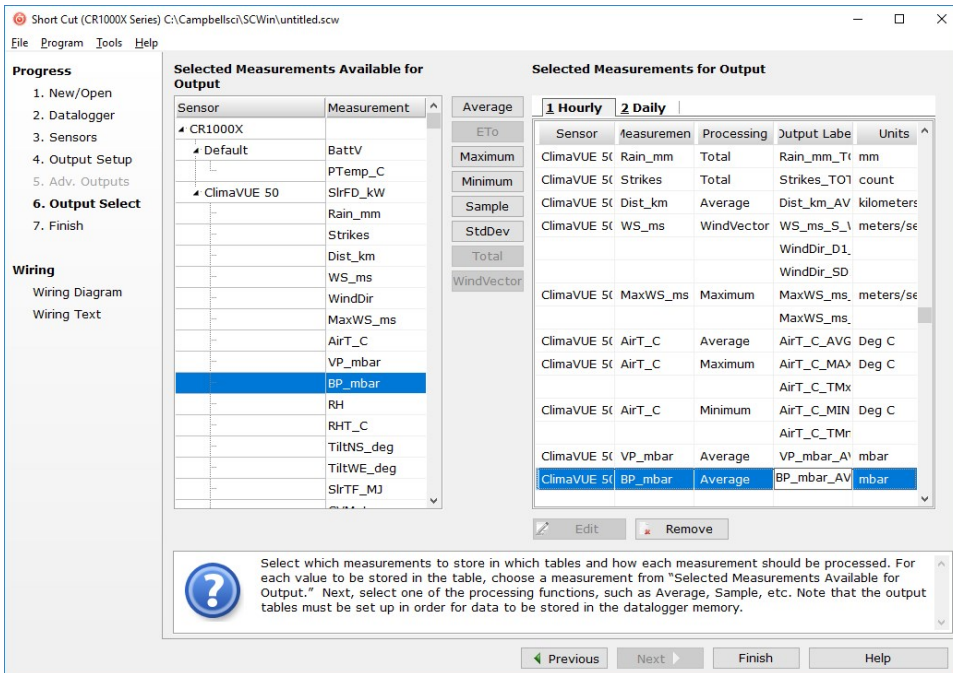 Short Cut (CR1000X Series) C:\Campbellsci\SCWin\untitled.scw
File Program Tools Help
Progress
1. New/Open
2. Datalogger
3. Sensors
4. Output Setup
5. Adv. Outputs
6. Output Select
7. Finish
Wiring
Wiring Diagram
Wiring Text
Selected Measurements Available for
Output
Sensor Measurement
CR1000X
Default BattV
PTemp_C
ClimaVUE 50 SlrFD_kW
Rain_mm
Strikes
Dist_km
WS_ms
WindDir
MaxWS_ms
AirT_C
VP_mbar
BP_mbar
RH
RHT_C
TiltNS_deg
TiltWE_deg
SlrTF_MJ
Average
ETo
Maximum
Minimum
Sample
StdDev
Total
WindVector
Selected Measurements for Output
1 Hourly 2 Daily
Sensor Measuremen Processing Output Labe Units
ClimaVUE 50 Rain_mm Total Rain_mm_TO mm
ClimaVUE 50 Strikes Total Strikes_TOT count
ClimaVUE 50 Dist_km Average Dist_km_AV kilometers
ClimaVUE 50 WS_ms WindVector WS_ms_S_W meters/se
WindDir_D1_
WindDir_SD
ClimaVUE 50 MaxWS_ms Maximum MaxWS_ms_ meters/se
MaxWS_ms_
ClimaVUE 50 AirT_C Average AirT_C_AVG Deg C
ClimaVUE 50 AirT_C Maximum AirT_C_MAX Deg C
AirT_C_TMx
ClimaVUE 50 AirT_C Minimum AirT_C_MIN Deg C
AirT_C_TMn
ClimaVUE 50 VP_mbar Average VP_mbar_AV mbar
ClimaVUE 50 BP_mbar Average BP_mbar_AV mbar
Edit Remove
Select which measurements to store in which tables and how each measurement should be processed. For
each value to be stored in the table, choose a measurement from “Selected Measurements Available for
Output.” Next, select one of the processing functions, such as Average, Sample, etc. Note that the output
tables must be set up in order for data to be stored in the datalogger memory.
Previous Next Finish Help